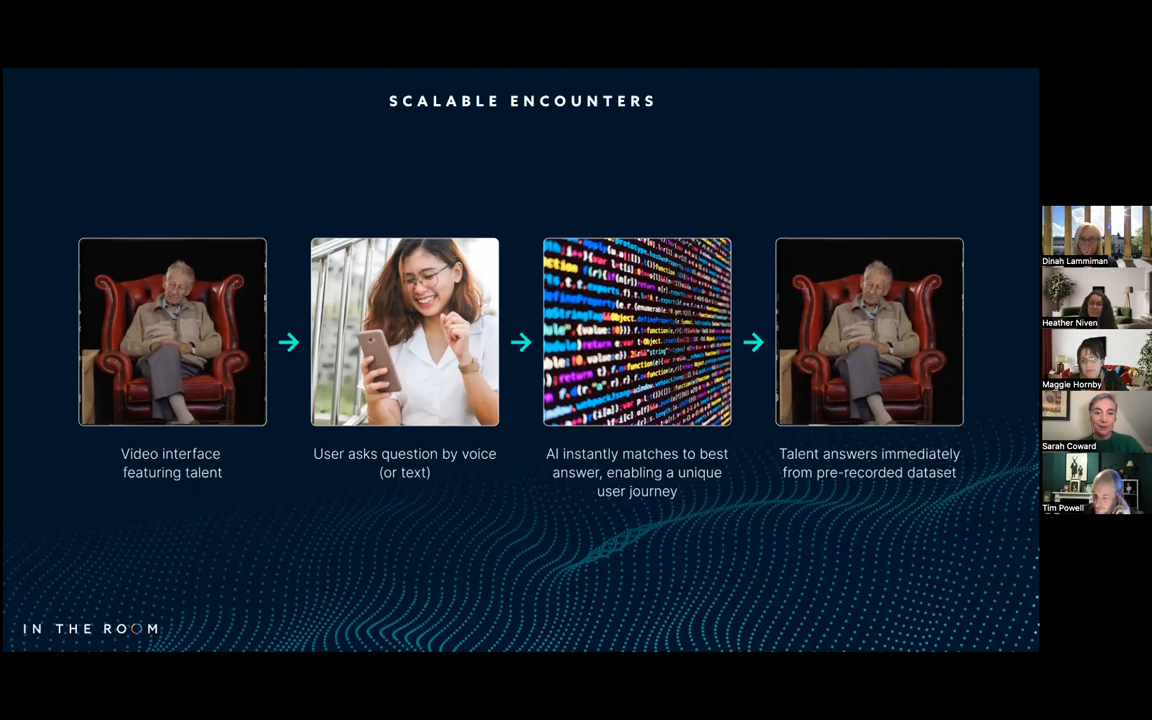 SCALABLE ENCOUNTERS
Video interface
featuring talent
User asks question by voice
(or text)
AI instantly matches to best
answer, enabling a unique
user journey
Talent answers immediately
from pre-recorded dataset
IN THE ROOM
Dinah Lammiman
Heather Niven
Maggie Hornby
Sarah Coward
Tim Powell